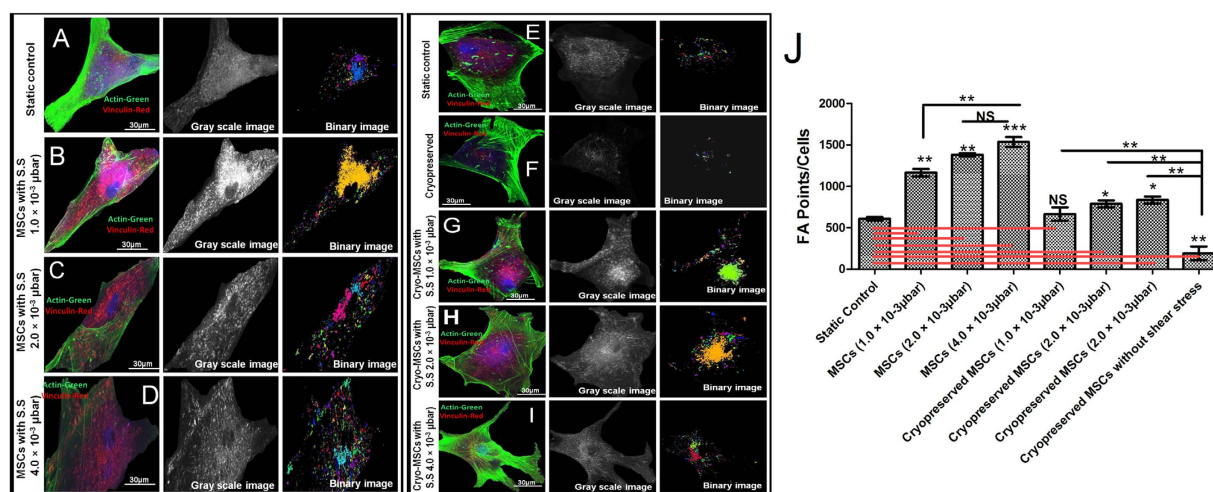 A
Static control
Actin-Green
Vinculin-Red
30µm
Gray scale image
Binary image
B
MSCs with S.S
1.0 × 10⁻³ µbar)
Actin-Green
Vinculin-Red
30µm
Gray scale image
Binary image
C
MSCs with S.S
2.0 × 10⁻³ µbar)
Actin-Green
Vinculin-Red
30µm
Gray scale image
Binary image
D
MSCs with S.S
4.0 × 10⁻³ µbar)
Actin-Green
Vinculin-Red
30µm
Gray scale image
Binary image
E
Static control
Actin-Green
Vinculin-Red
30µm
Gray scale image
Binary image
F
Cryopreserved
Actin-Green
Vinculin-Red
30µm
Gray scale image
Binary image
G
Cryo-MSCs with
S.S 1.0 × 10⁻³ µbar)
Actin-Green
Vinculin-Red
30µm
Gray scale image
Binary image
H
Cryo-MSCs with
S.S 2.0 × 10⁻³ µbar)
Actin-Green
Vinculin-Red
30µm
Gray scale image
Binary image
I
Cryo-MSCs with
S.S 4.0 × 10⁻³ µbar)
Actin-Green
Vinculin-Red
30µm
Gray scale image
Binary image
J
FA Points/Cells
2000
1500
1000
500
0
**
NS
**
**
***
**
**
**
NS
*
*
**
Static Control
MSCs (1.0 × 10-3µbar)
MSCs (2.0 × 10-3µbar)
MSCs (4.0 × 10-3µbar)
Cryopreserved MSCs (1.0 × 10-3µbar)
Cryopreserved MSCs (2.0 × 10-3µbar)
Cryopreserved MSCs (2.0 × 10-3µbar)
Cryopreserved MSCs without shear stress